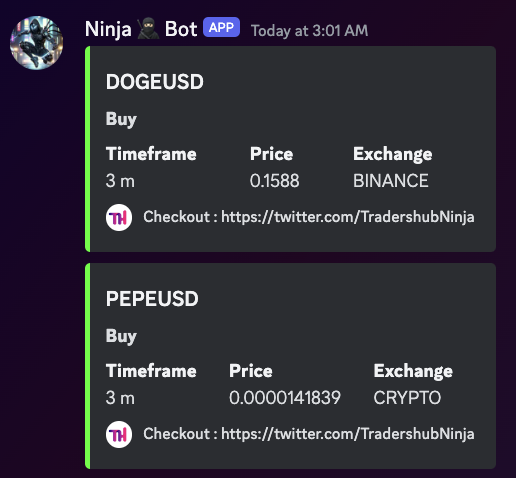 Ninja 🥷 Bot APP Today at 3:01 AM
DOGEUSD
Buy
Timeframe Price Exchange
3 m 0.1588 BINANCE
TH Checkout : https://twitter.com/TradershubNinja
PEPEUSD
Buy
Timeframe Price Exchange
3 m 0.0000141839 CRYPTO
TH Checkout : https://twitter.com/TradershubNinja